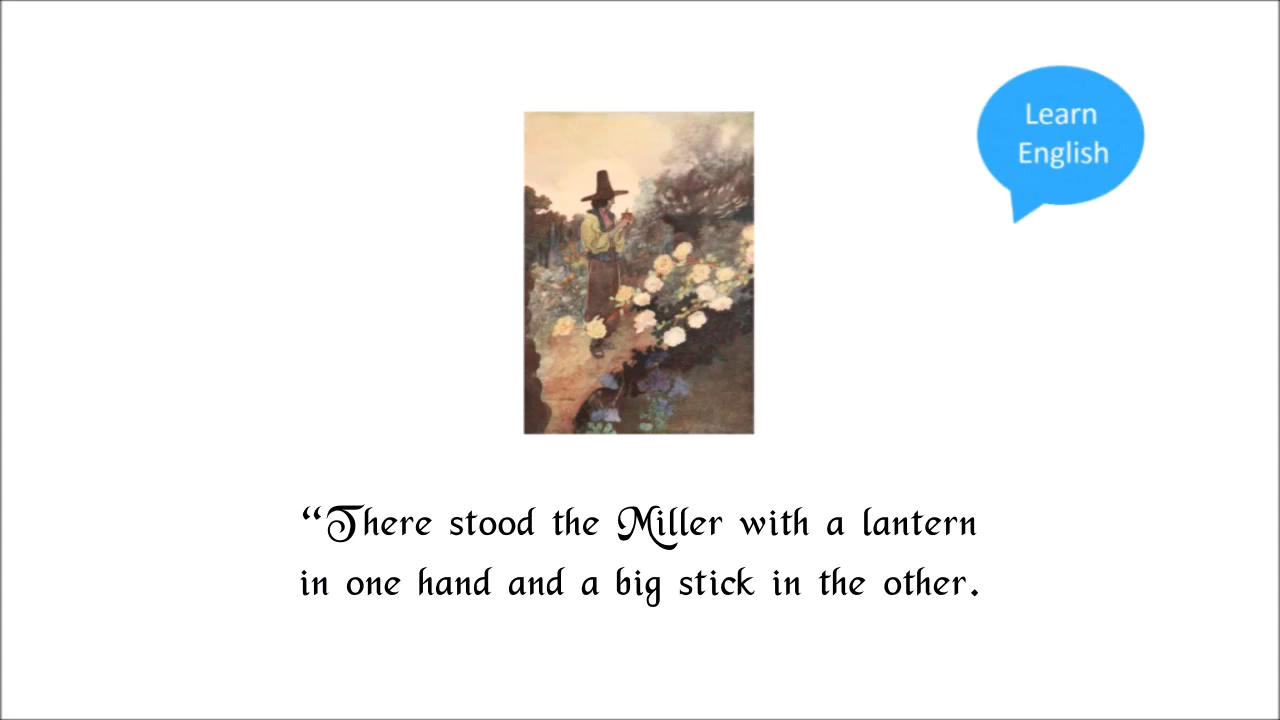 Learn
English
“There stood the Miller with a lantern
in one hand and a big stick in the other.